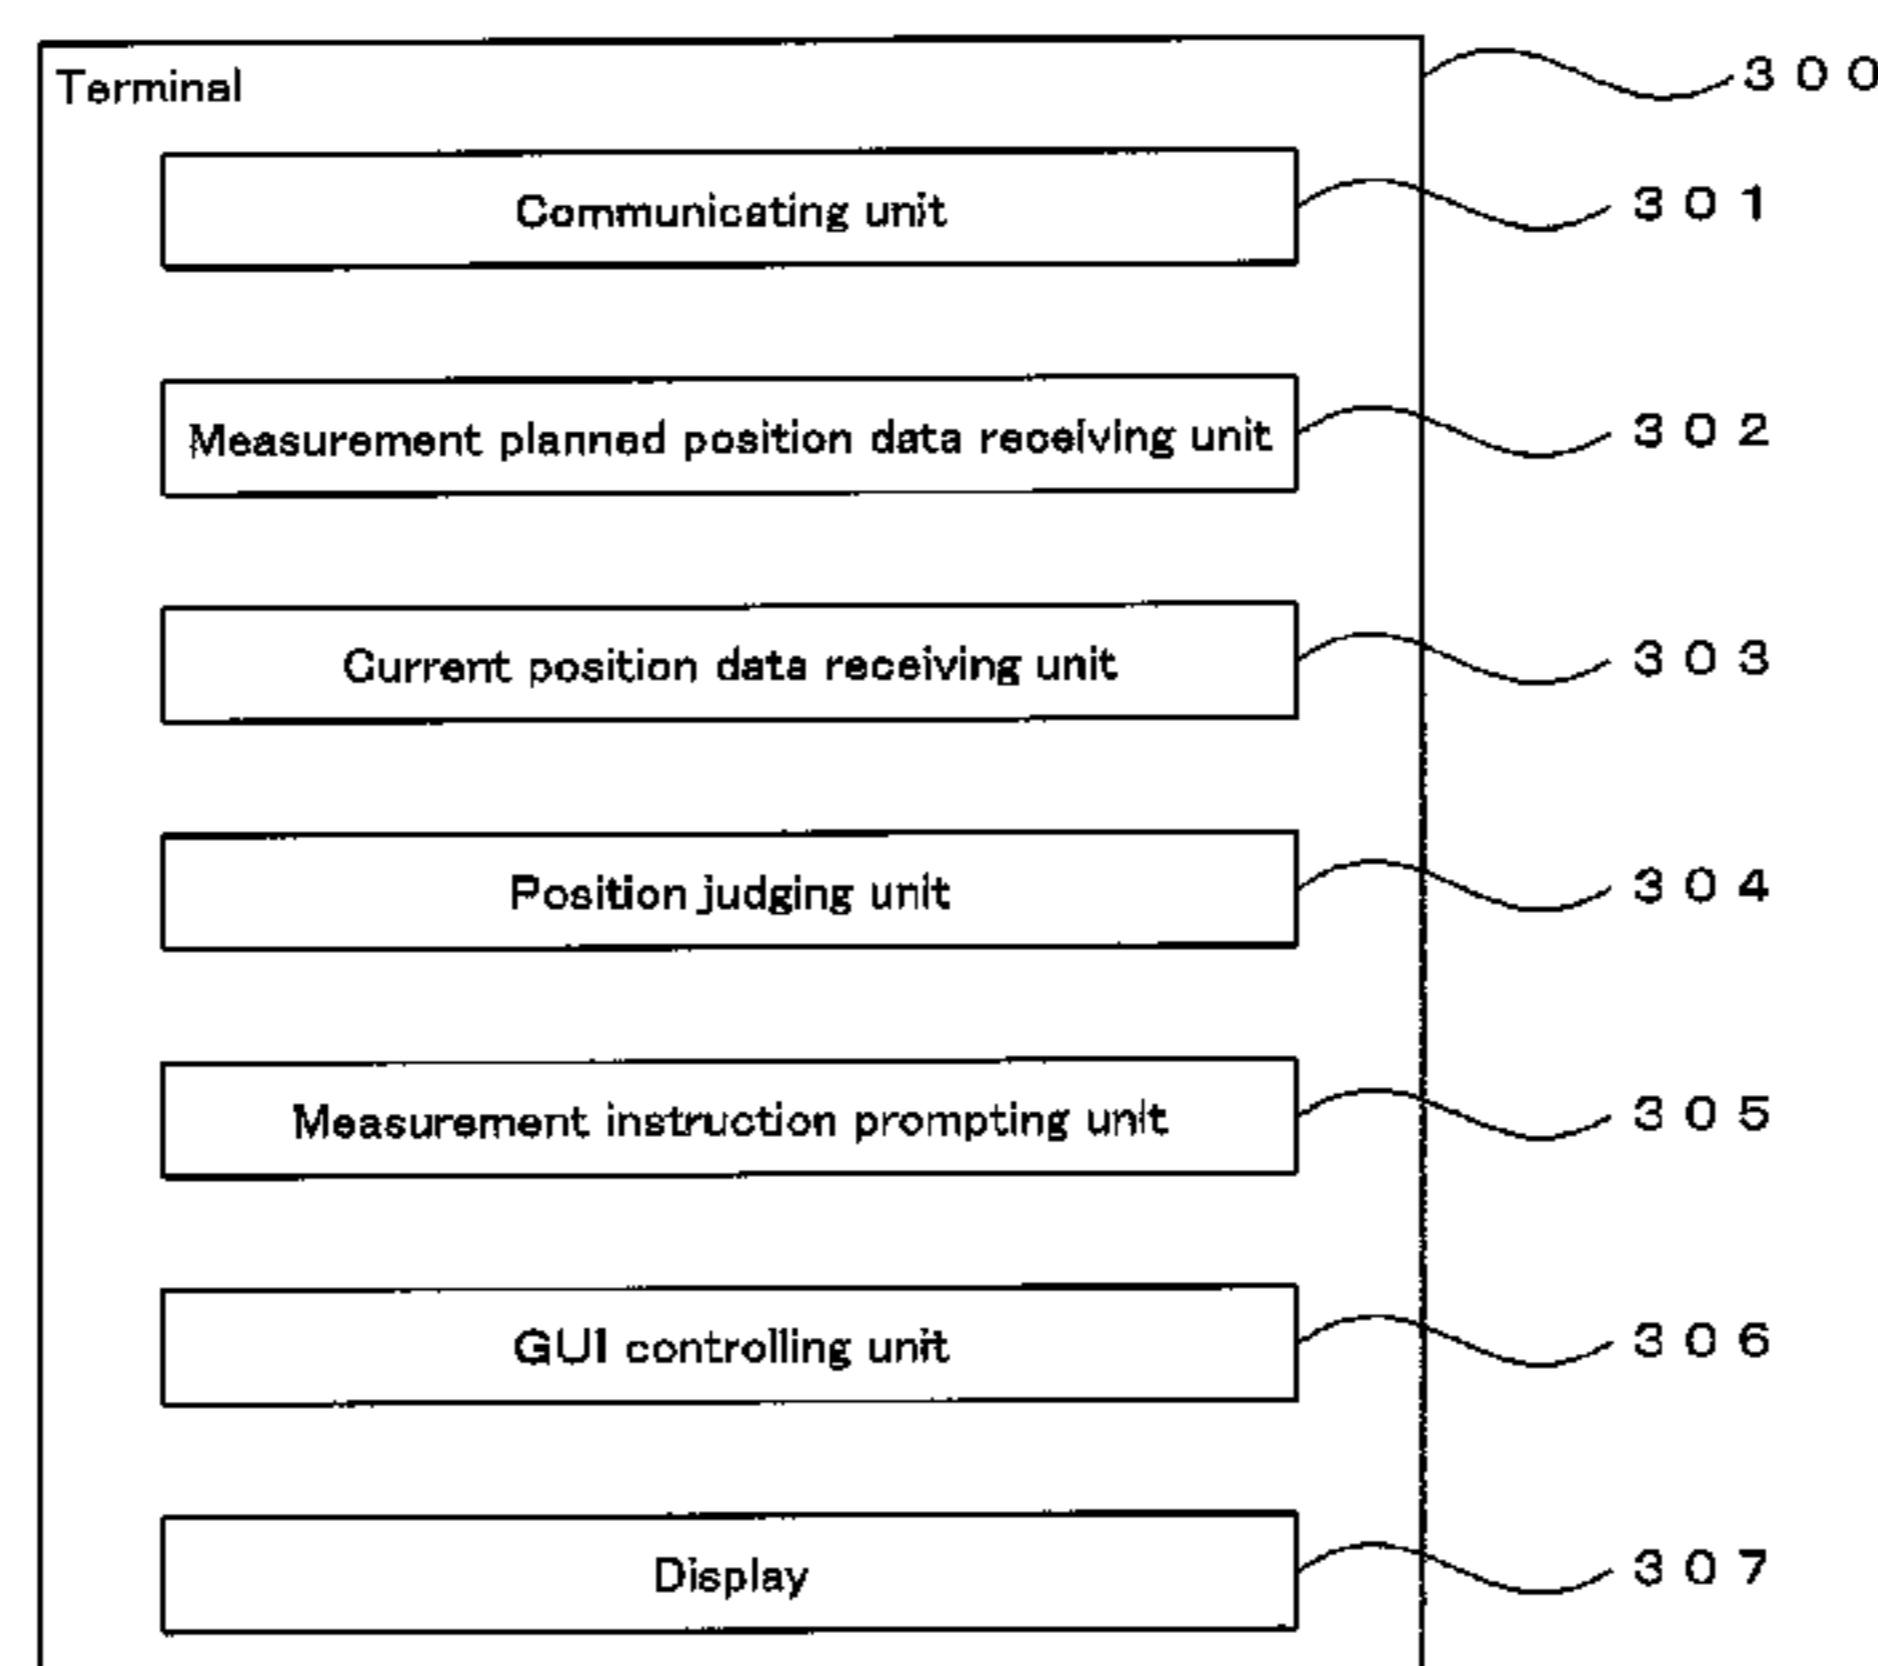 Terminal
300
Communicating unit
301
Measurement planned position data receiving unit
302
Current position data receiving unit
303
Position judging unit
304
Measurement instruction prompting unit
305
GUI controlling unit
306
Display
307